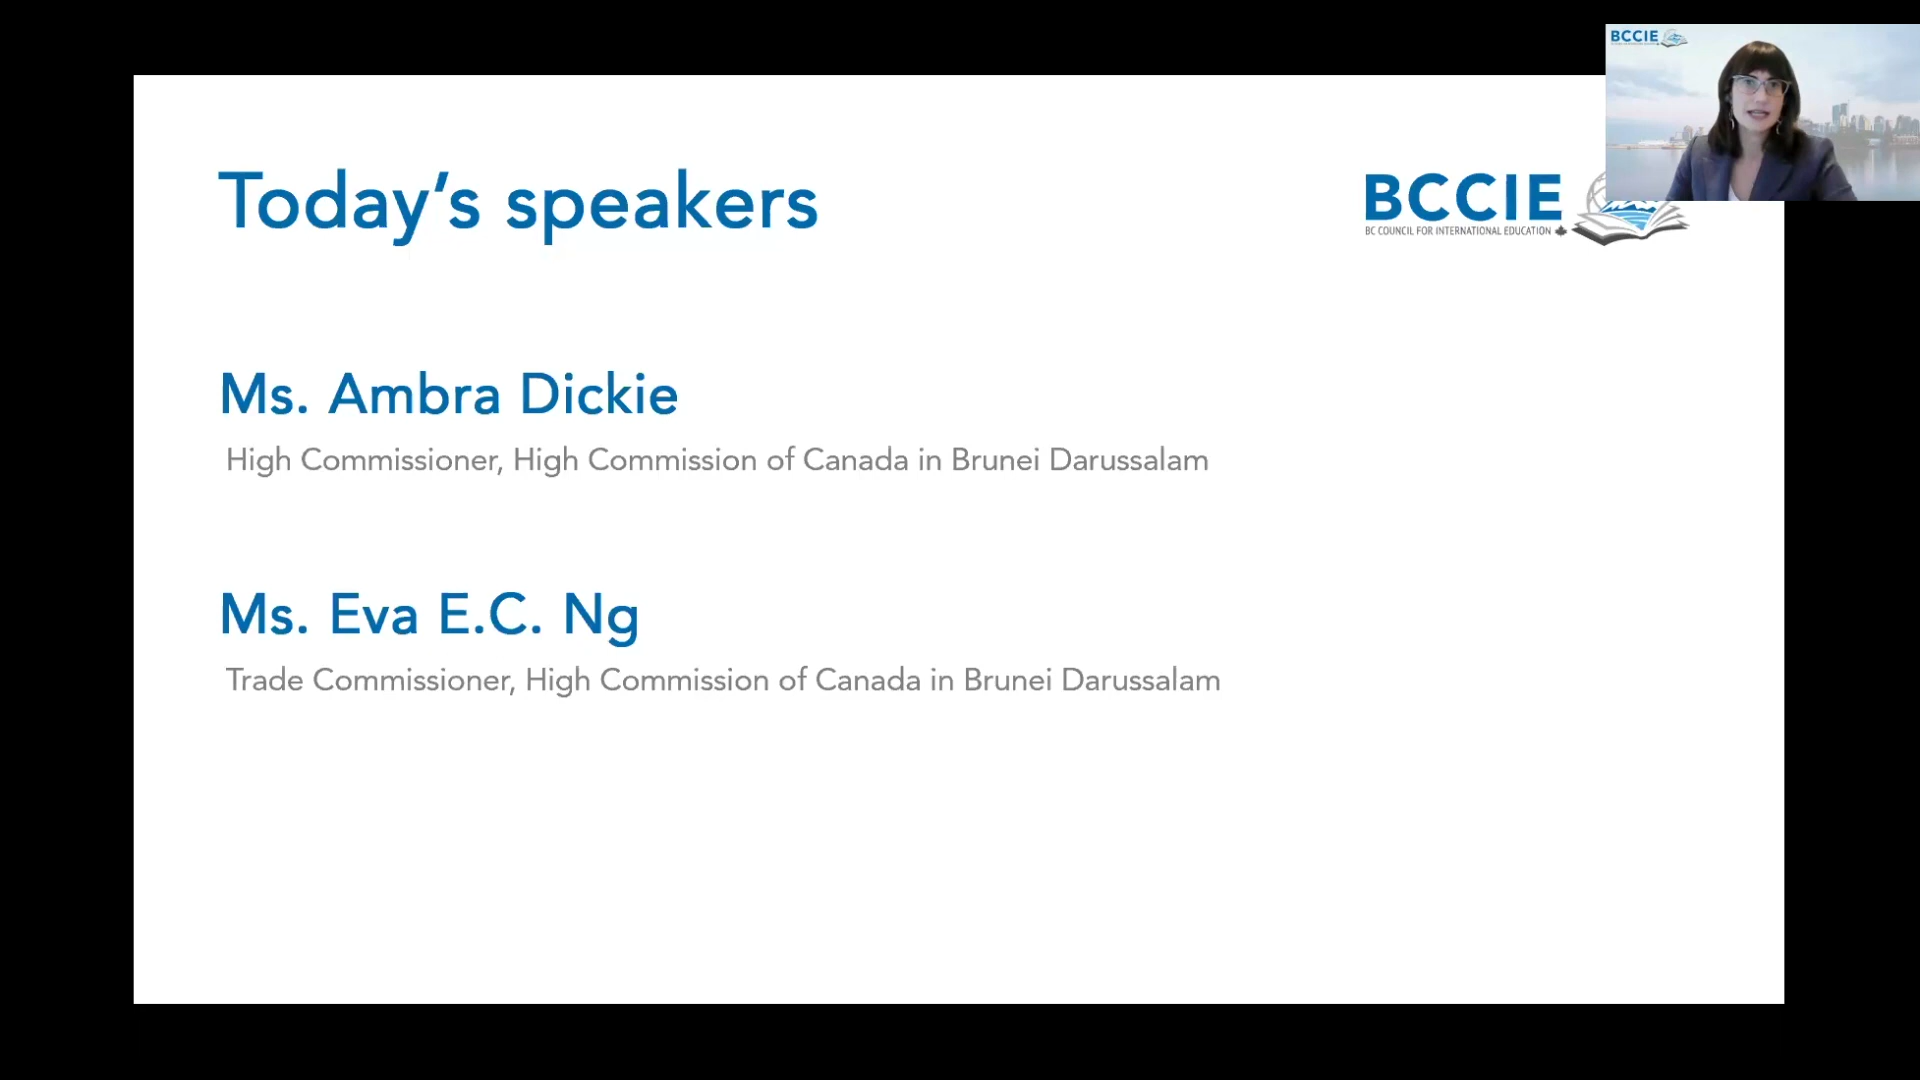 BCCIE
Today's speakers
BCCIE
BC COUNCIL FOR INTERNATIONAL EDUCATION
Ms. Ambra Dickie
High Commissioner, High Commission of Canada in Brunei Darussalam
Ms. Eva E.C. Ng
Trade Commissioner, High Commission of Canada in Brunei Darussalam